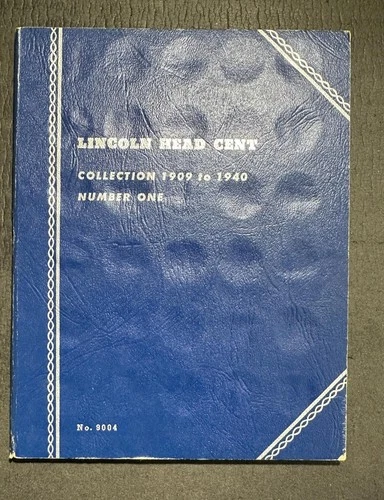 LINCOLN HEAD CENT
COLLECTION 1909 to 1940
NUMBER ONE
No. 9004